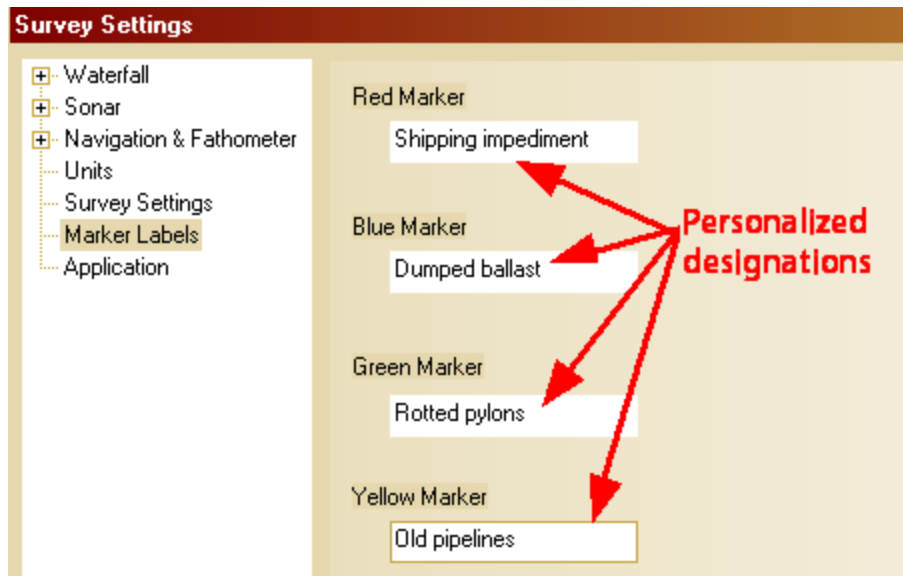 Survey Settings
Waterfall
Sonar
Navigation & Fathometer
Units
Survey Settings
Marker Labels
Application
Red Marker
Shipping impediment
Blue Marker
Dumped ballast
Green Marker
Rotted pylons
Yellow Marker
Old pipelines
Personalized
designations